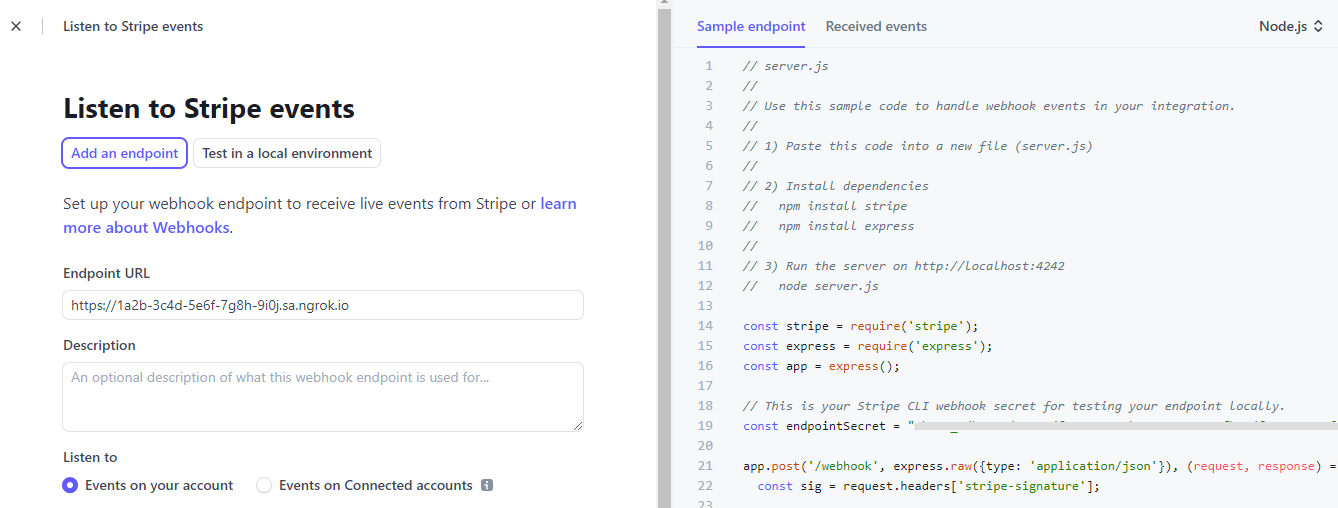 Listen to Stripe events
Listen to Stripe events
Add an endpoint
Test in a local environment
Set up your webhook endpoint to receive live events from Stripe or learn
more about Webhooks.
Endpoint URL
https://1a2b-3c4d-5e6f-7g8h-9i0j.sa.ngrok.io
Description
An optional description of what this webhook endpoint is used for...
Listen to
Events on your account
Events on Connected accounts
Sample endpoint
Received events
Node.js
1 // server.js
2 //
3 // Use this sample code to handle webhook events in your integration.
4 //
5 // 1) Paste this code into a new file (server.js)
6 //
7 // 2) Install dependencies
8 //   npm install stripe
9 //   npm install express
10 //
11 // 3) Run the server on http://localhost:4242
12 //   node server.js
13
14 const stripe = require('stripe');
15 const express = require('express');
16 const app = express();
17
18 // This is your Stripe CLI webhook secret for testing your endpoint locally.
19 const endpointSecret = "
20
21 app.post('/webhook', express.raw({type: 'application/json'}), (request, response) =
22   const sig = request.headers['stripe-signature'];
23